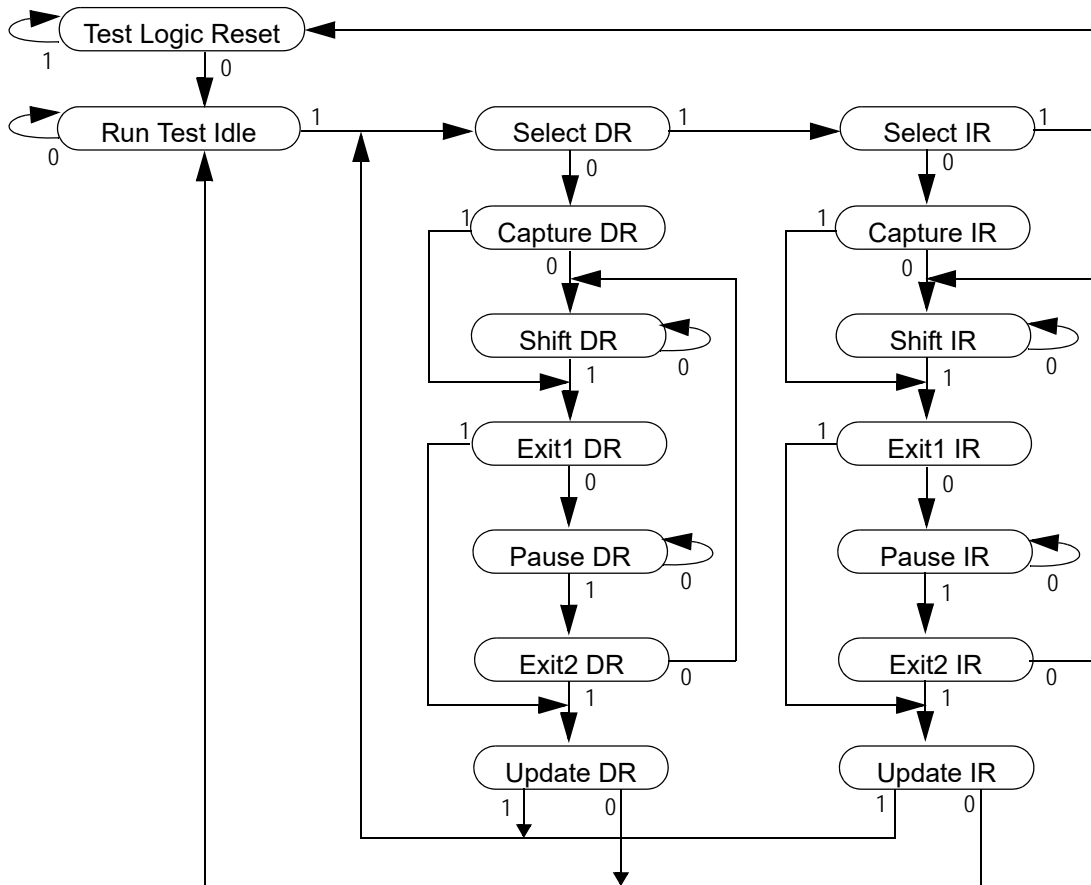 Test Logic Reset
1
0
Run Test Idle
1
0
Select DR
1
0
Select IR
1
0
1
Capture DR
0
1
Capture IR
0
Shift DR
0
1
Shift IR
0
1
1
Exit1 DR
0
1
Exit1 IR
0
Pause DR
0
1
Pause IR
0
1
Exit2 DR
0
1
Exit2 IR
0
1
Update DR
1
0
Update IR
1
0